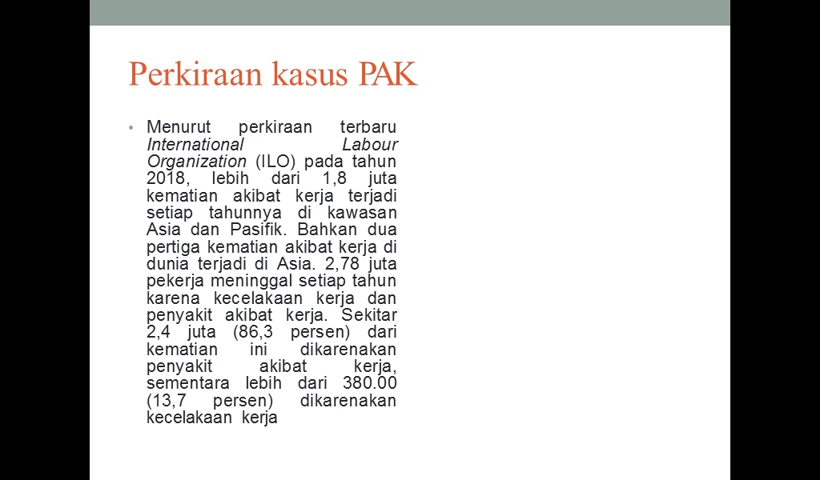 Perkiraan kasus PAK
• Menurut perkiraan terbaru
International Labour
Organization (ILO) pada tahun
2018, lebih dari 1,8 juta
kematian akibat kerja terjadi
setiap tahunnya di kawasan
Asia dan Pasifik. Bahkan dua
pertiga kematian akibat kerja di
dunia terjadi di Asia. 2,78 juta
pekerja meninggal setiap tahun
karena kecelakaan kerja dan
penyakit akibat kerja. Sekitar
2,4 juta (86,3 persen) dari
kematian ini dikarenakan
penyakit akibat kerja,
sementara lebih dari 380.00
(13,7 persen) dikarenakan
kecelakaan kerja